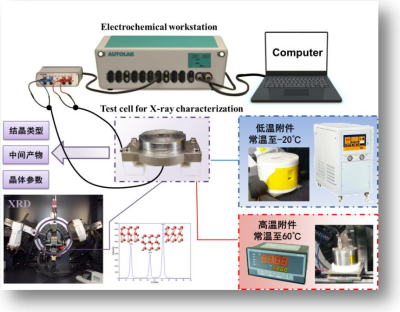 Electrochemical workstation
AUTOLAB
Computer
Test cell for X-ray characterization
结晶类型
中间产物
晶体参数
低温附件
常温至-20℃
XRD
高温附件
常温至60℃